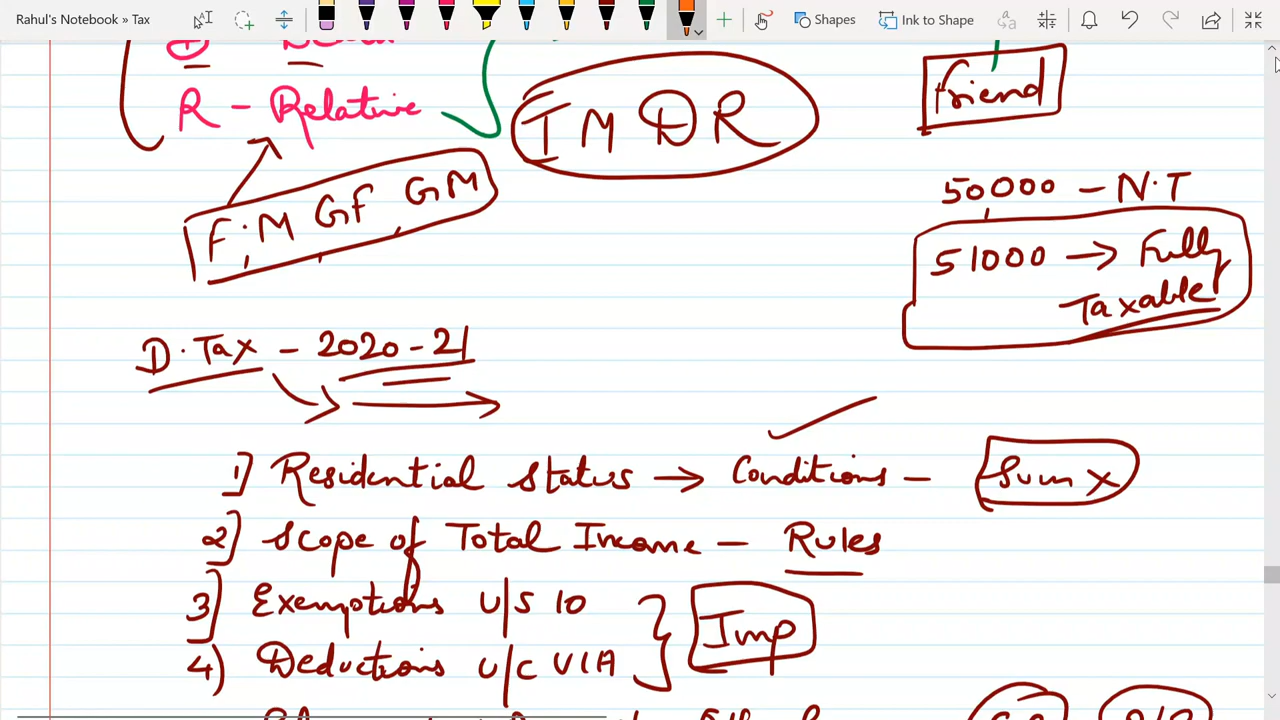 Rahul's Notebook » Tax
Shapes
Ink to Shape
R - Relative
I M D R
friend
F, M GF, GM
50000 - N.T
51000 → Fully
Taxable
D. Tax - 2020-21
1] Residential Status → Conditions - Sum X
2) Scope of Total Income - Rules
3) Exemptions U/S 10
Imp
4) Deductions U/C VIA